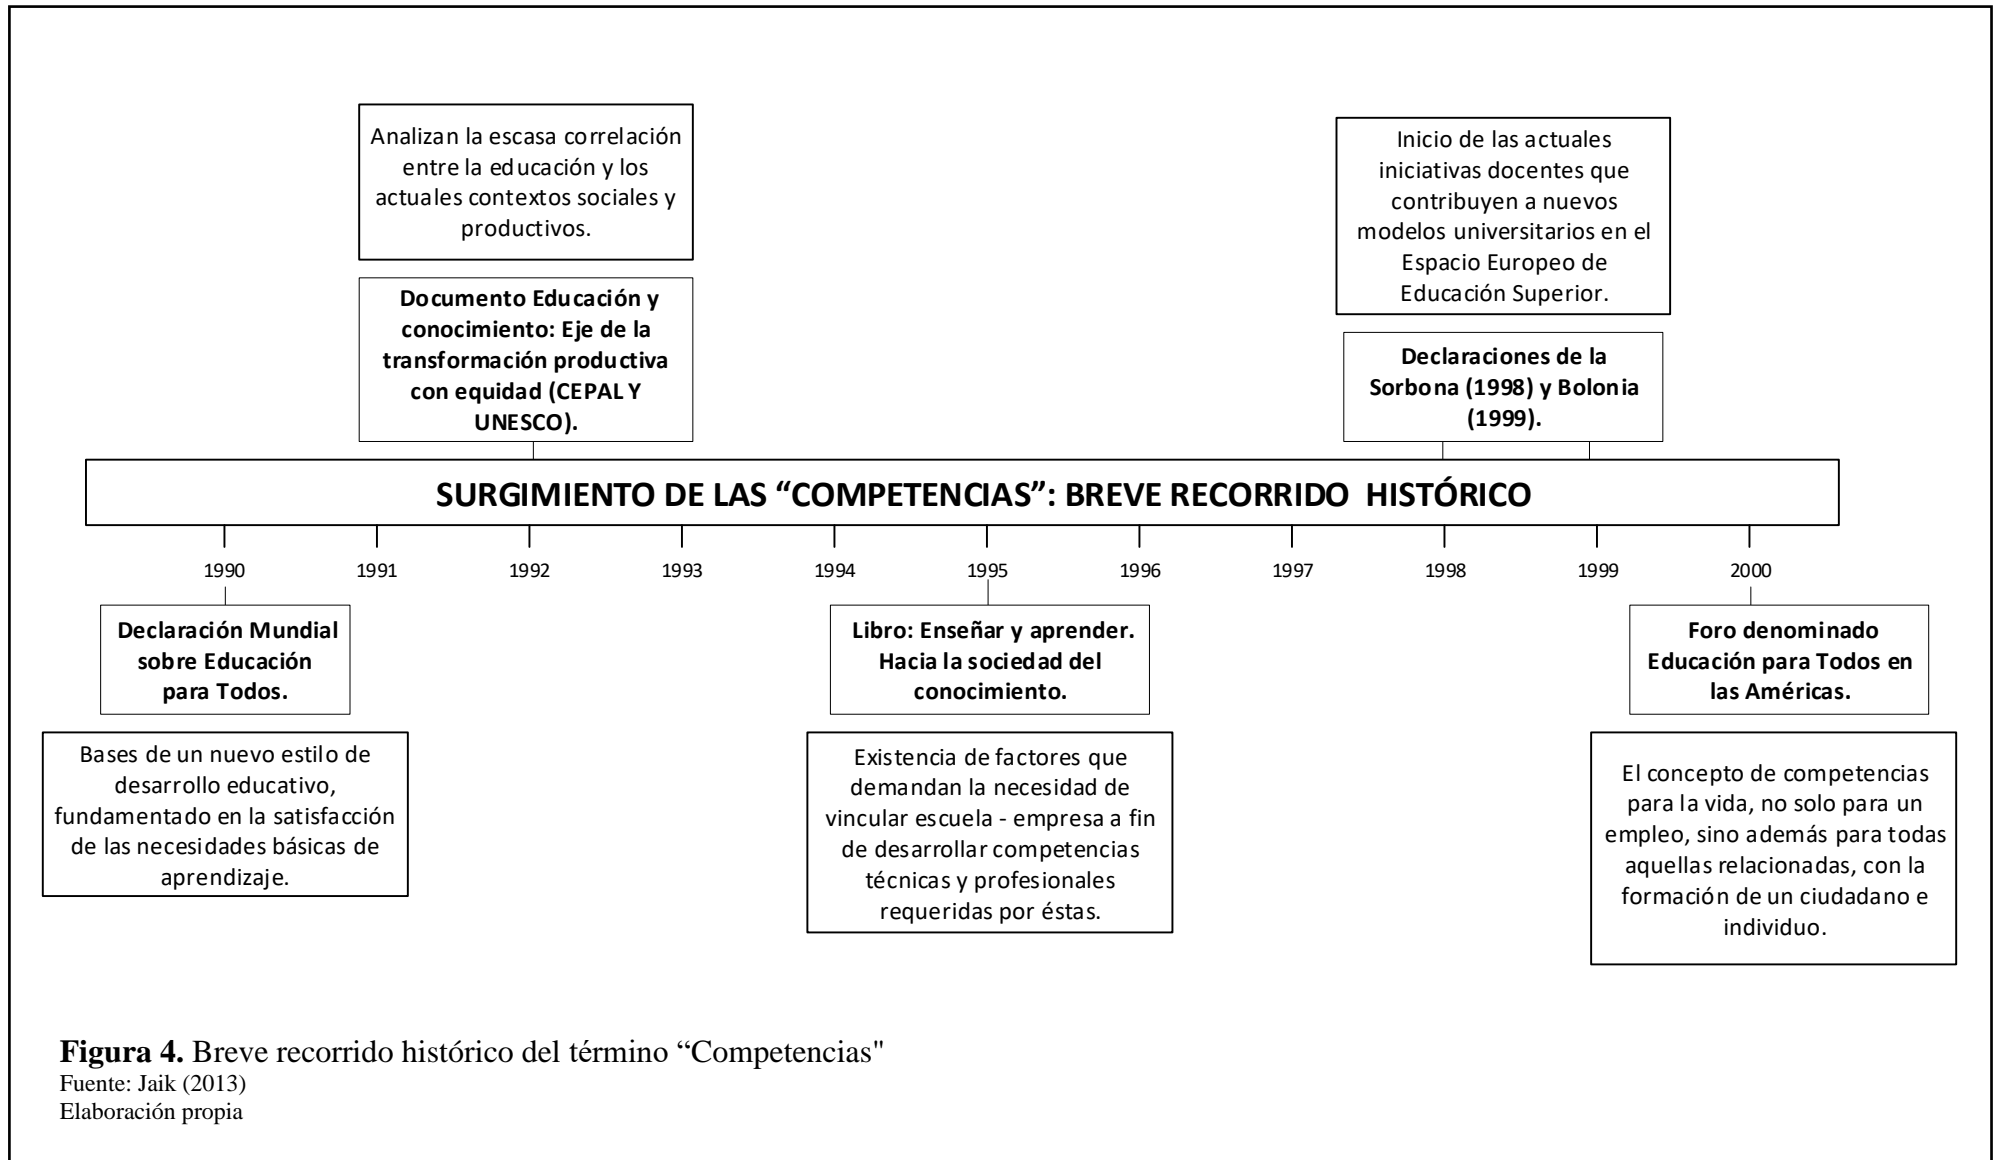 Analizan la escasa correlación
entre la educación y los
actuales contextos sociales y
productivos.
Documento Educación y
conocimiento: Eje de la
transformación productiva
con equidad (CEPAL Y
UNESCO).
Inicio de las actuales
iniciativas docentes que
contribuyen a nuevos
modelos universitarios en el
Espacio Europeo de
Educación Superior.
Declaraciones de la
Sorbona (1998) y Bolonia
(1999).
SURGIMIENTO DE LAS “COMPETENCIAS”: BREVE RECORRIDO HISTÓRICO
1990 1991 1992 1993 1994 1995 1996 1997 1998 1999 2000
Declaración Mundial
sobre Educación
para Todos.
Bases de un nuevo estilo de
desarrollo educativo,
fundamentado en la satisfacción
de las necesidades básicas de
aprendizaje.
Libro: Enseñar y aprender.
Hacia la sociedad del
conocimiento.
Existencia de factores que
demandan la necesidad de
vincular escuela - empresa a fin
de desarrollar competencias
técnicas y profesionales
requeridas por éstas.
Foro denominado
Educación para Todos en
las Américas.
El concepto de competencias
para la vida, no solo para un
empleo, sino además para todas
aquellas relacionadas, con la
formación de un ciudadano e
individuo.
Figura 4. Breve recorrido histórico del término “Competencias"
Fuente: Jaik (2013)
Elaboración propia